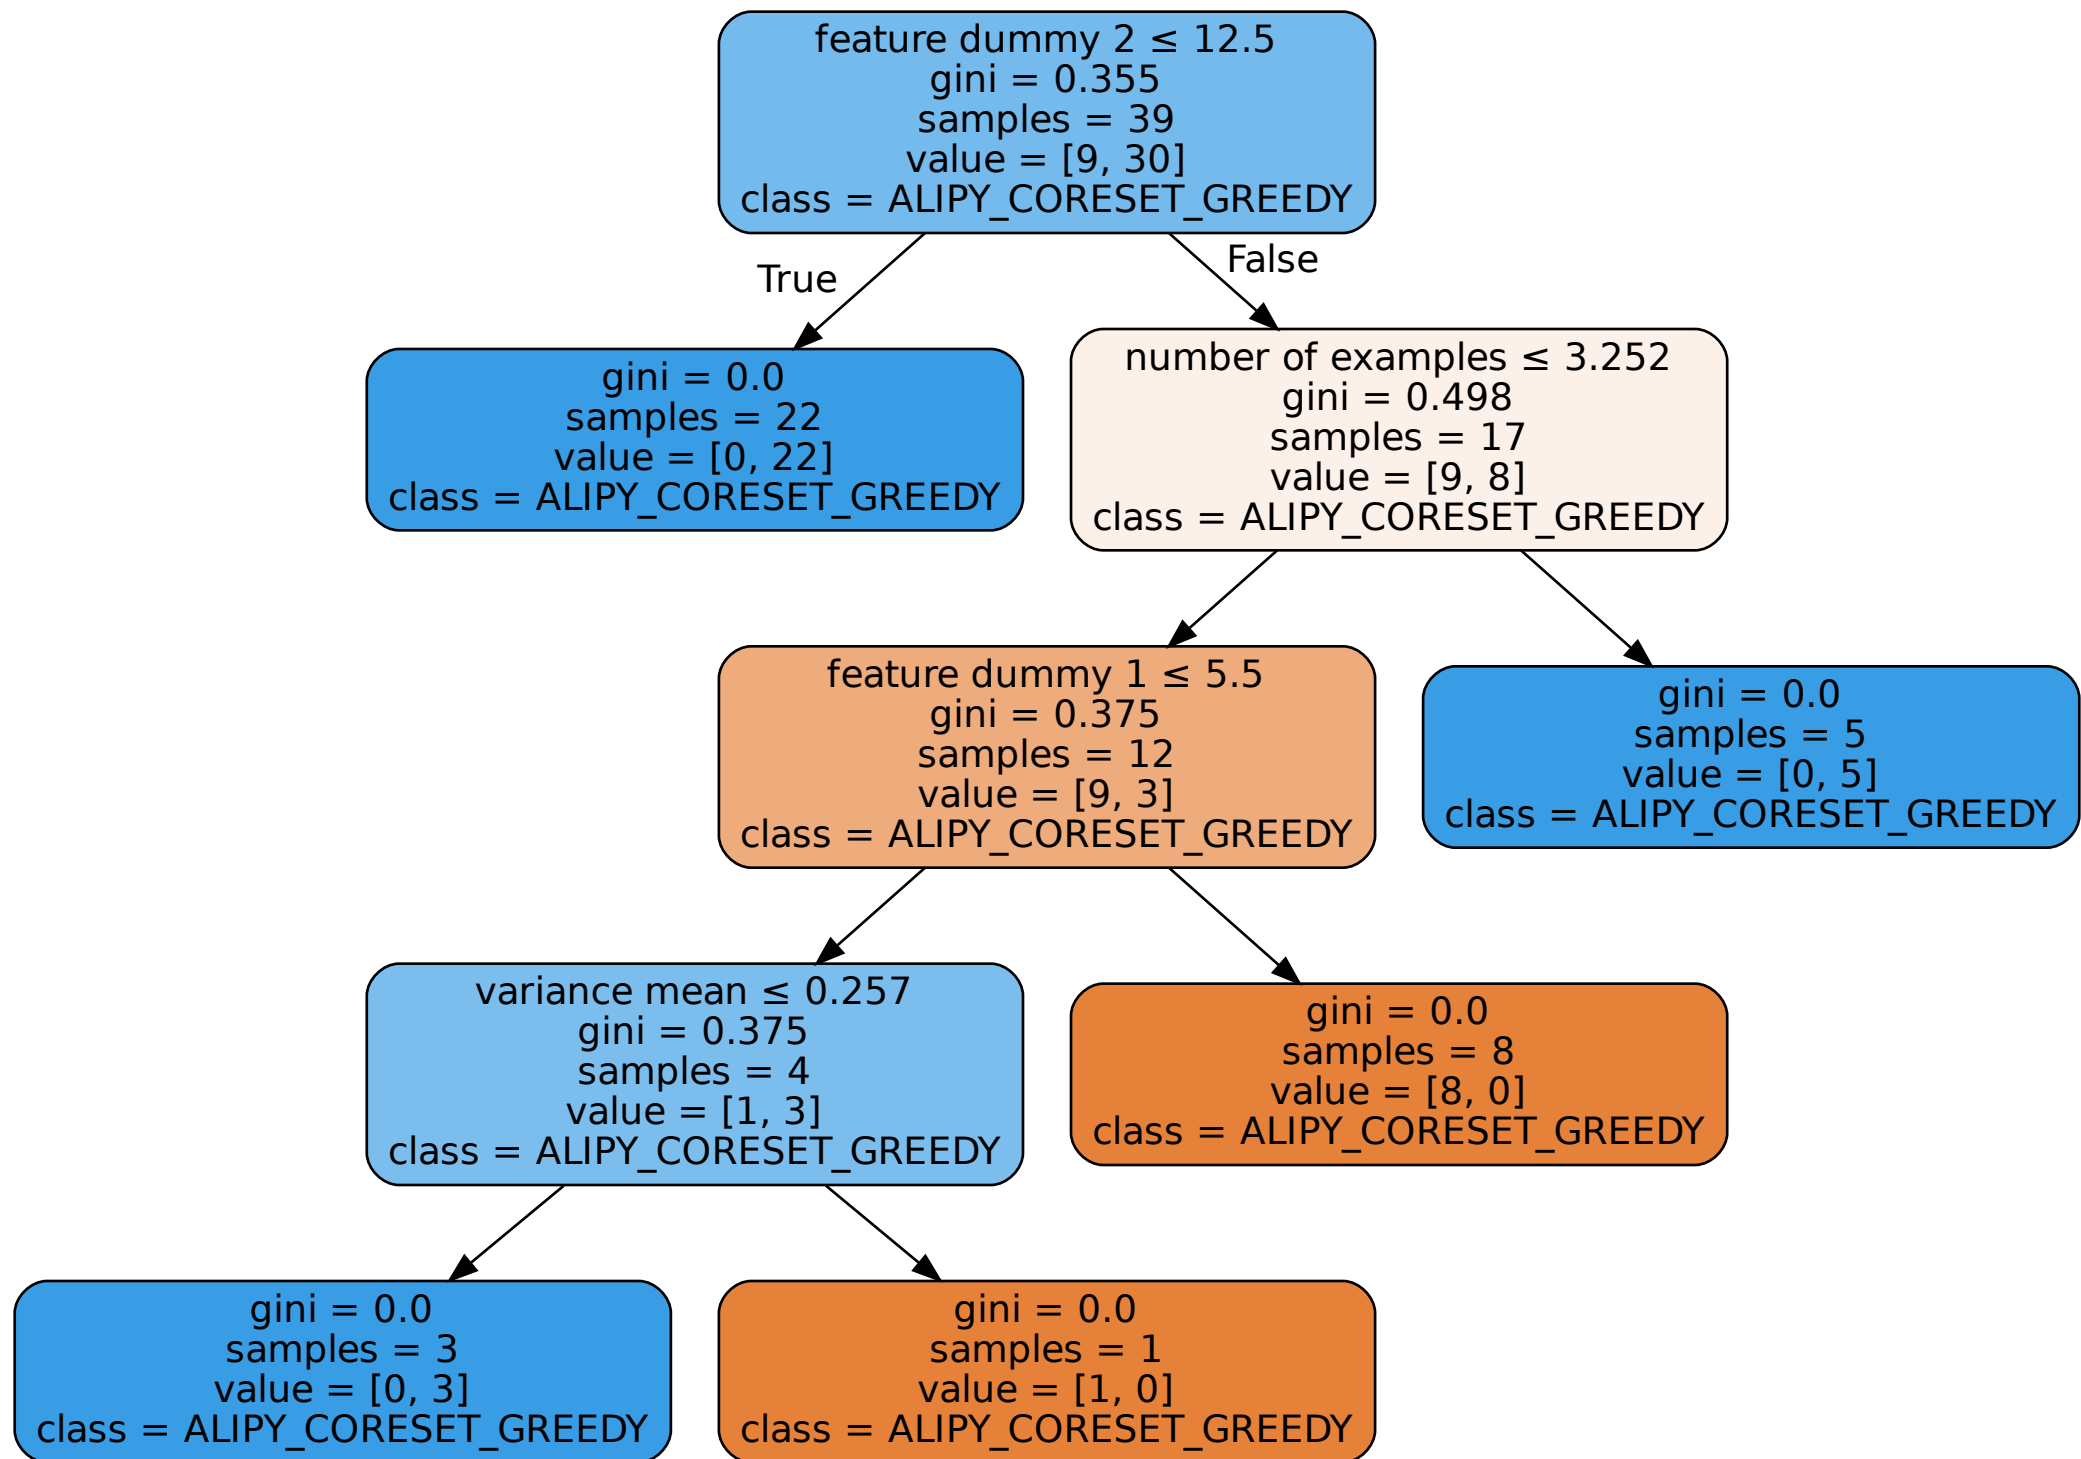 feature dummy 2 ≤ 12.5
gini = 0.355
samples = 39
value = [9, 30]
class = ALIPY_CORESET_GREEDY
True
False
gini = 0.0
samples = 22
value = [0, 22]
class = ALIPY_CORESET_GREEDY
number of examples ≤ 3.252
gini = 0.498
samples = 17
value = [9, 8]
class = ALIPY_CORESET_GREEDY
feature dummy 1 ≤ 5.5
gini = 0.375
samples = 12
value = [9, 3]
class = ALIPY_CORESET_GREEDY
gini = 0.0
samples = 5
value = [0, 5]
class = ALIPY_CORESET_GREEDY
variance mean ≤ 0.257
gini = 0.375
samples = 4
value = [1, 3]
class = ALIPY_CORESET_GREEDY
gini = 0.0
samples = 8
value = [8, 0]
class = ALIPY_CORESET_GREEDY
gini = 0.0
samples = 3
value = [0, 3]
class = ALIPY_CORESET_GREEDY
gini = 0.0
samples = 1
value = [1, 0]
class = ALIPY_CORESET_GREEDY